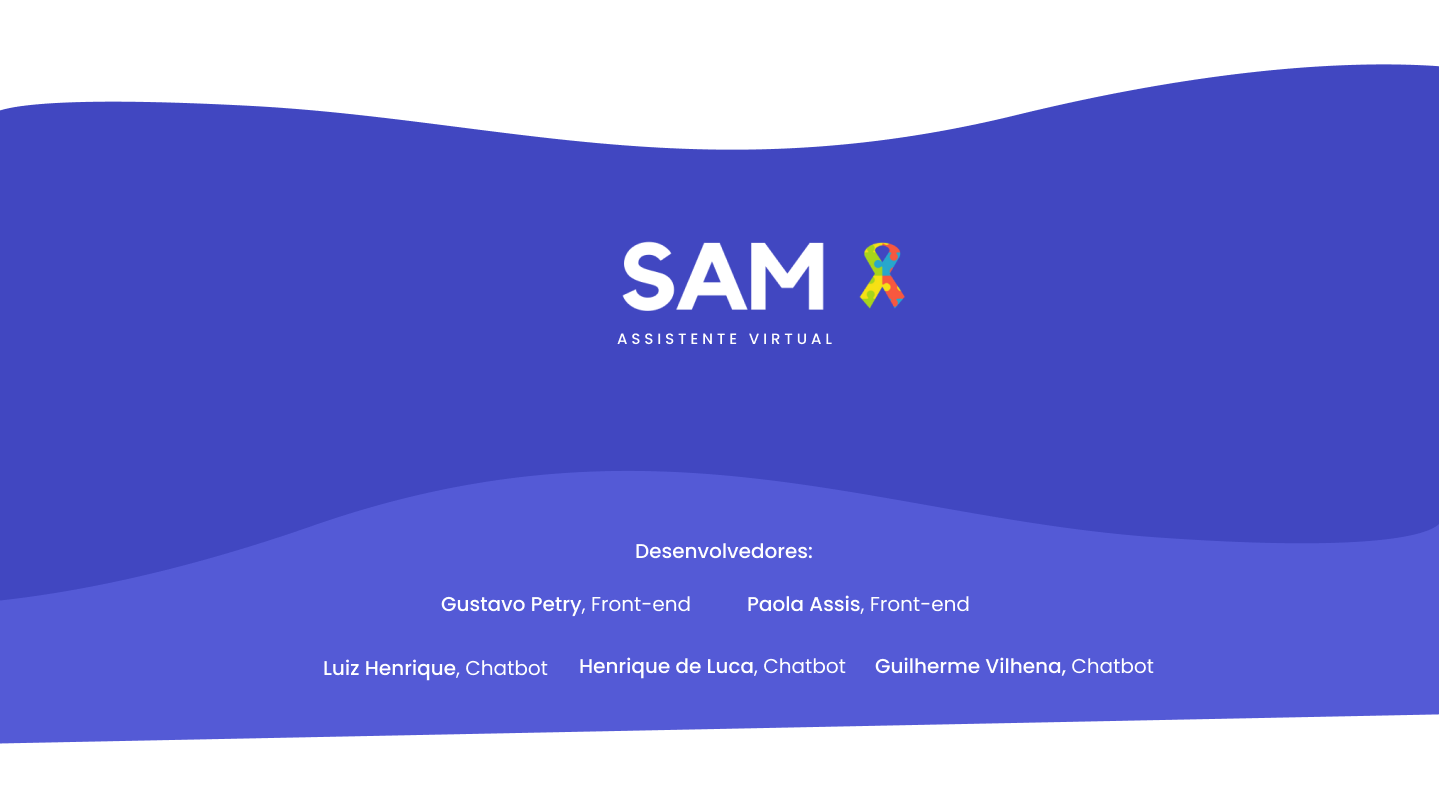 SAM
ASSISTENTE VIRTUAL
Desenvolvedores:
Gustavo Petry, Front-end Paola Assis, Front-end
Luiz Henrique, Chatbot Henrique de Luca, Chatbot Guilherme Vilhena, Chatbot